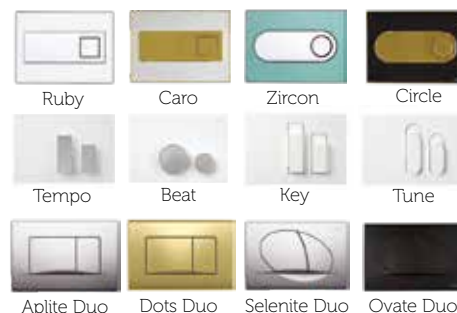 Ruby Caro Zircon Circle
Tempo Beat Key Tune
Aplite Duo Dots Duo Selenite Duo Ovate Duo